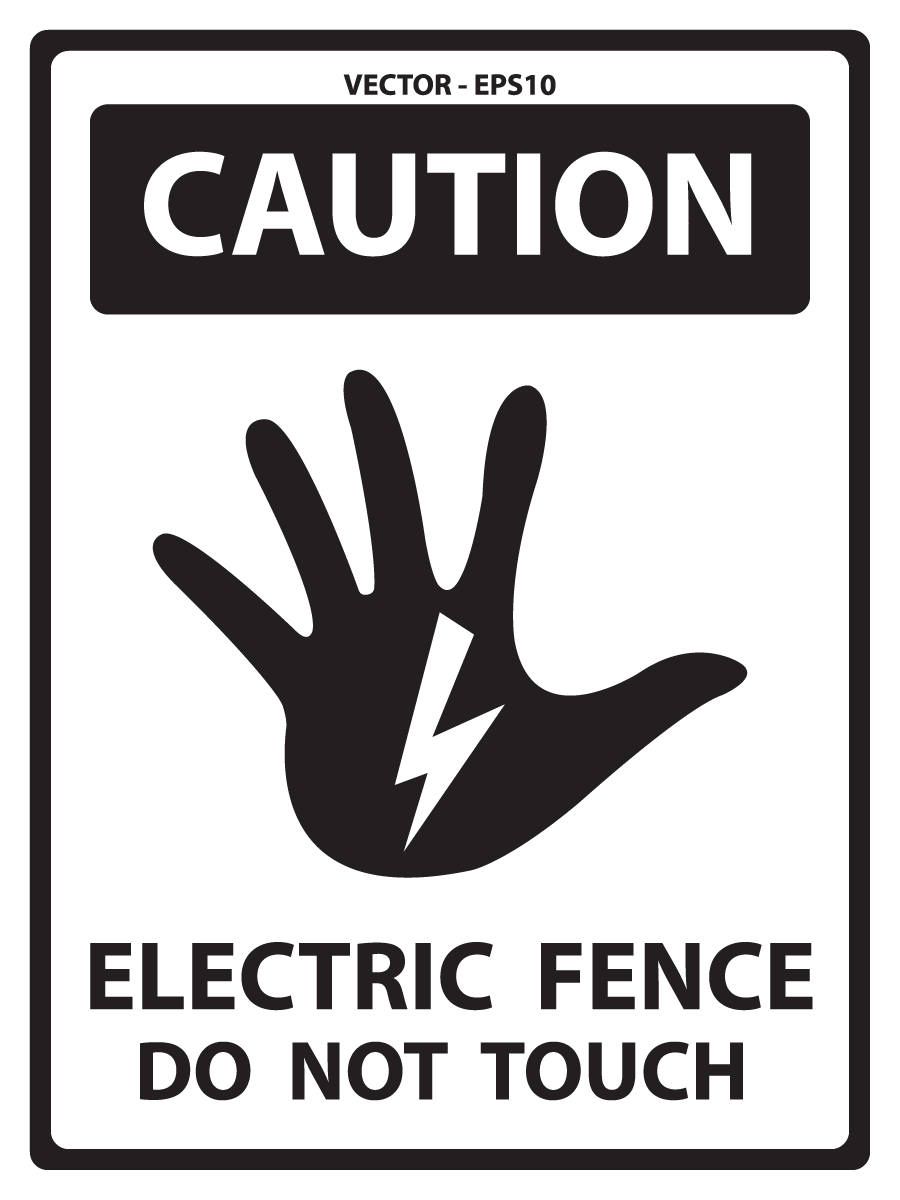 VECTOR - EPS10
CAUTION
ELECTRIC FENCE
DO NOT TOUCH